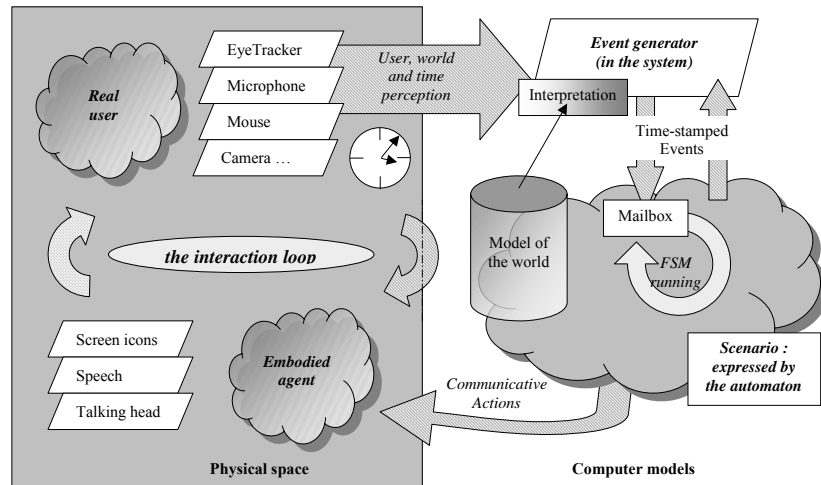 EyeTracker
Microphone
Mouse
Camera ...
Real
user
User, world
and time
perception
Event generator
(in the system)
Interpretation
Time-stamped
Events
Mailbox
Model of
the world
FSM
running
the interaction loop
Screen icons
Speech
Talking head
Embodied
agent
Communicative
Actions
Scenario :
expressed by
the automaton
Physical space
Computer models